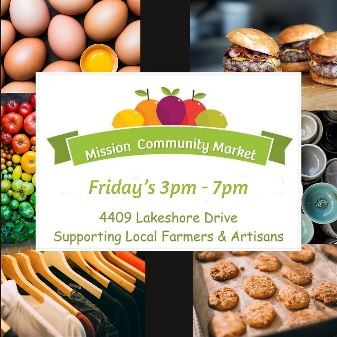 Mission Community Market
Friday's 3pm - 7pm
4409 Lakeshore Drive
Supporting Local Farmers & Artisans